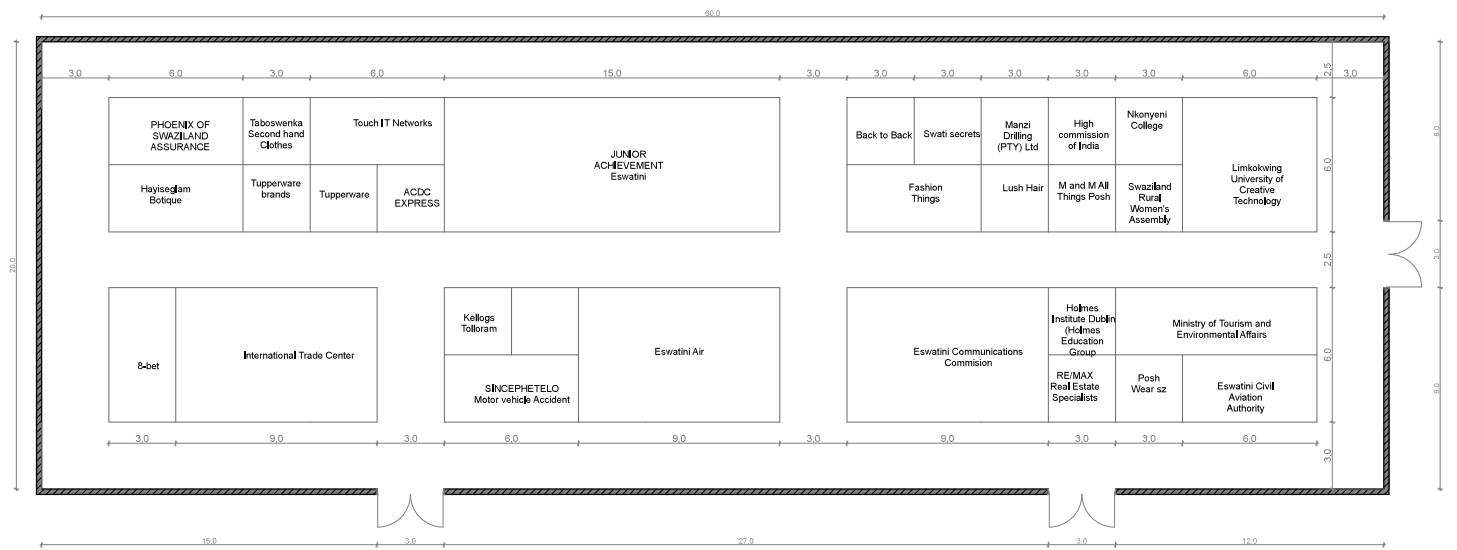 60.0
3.0 6.0 3.0 6.0 15.0 3.0 3.0 3.0 3.0 3.0 3.0 6.0 2.5 3.0
PHOENIX OF
SWAZILAND
ASSURANCE
Taboswenka
Second hand
Clothes
Touch IT Networks
JUNIOR
ACHIEVEMENT
Eswatini
Back to Back
Swati secrets
Manzi
Drilling
(PTY) Ltd
High
commission
of India
Nkonyeni
College
Limkokwing
University of
Creative
Technology
6.0
8.0
Hayiseglam
Botique
Tupperware
brands
Tupperware
ACDC
EXPRESS
Fashion
Things
Lush Hair
M and M All
Things Posh
Swaziland
Rural
Women's
Assembly
20.0
2.5
3.0
8-bet
International Trade Center
Kellogs
Tolloram
SINCEPHETELO
Motor vehicle Accident
Eswatini Air
Eswatini Communications
Commision
Holmes
Institute Dublin
(Holmes
Education
Group
Ministry of Tourism and
Environmental Affairs
RE/MAX
Real Estate
Specialists
Posh
Wear sz
Eswatini Civil
Aviation
Authority
6.0
9.0
3.0 9.0 3.0 6.0 9.0 3.0 9.0 3.0 3.0 6.0
3.0
15.0 3.0 27.0 3.0 12.0